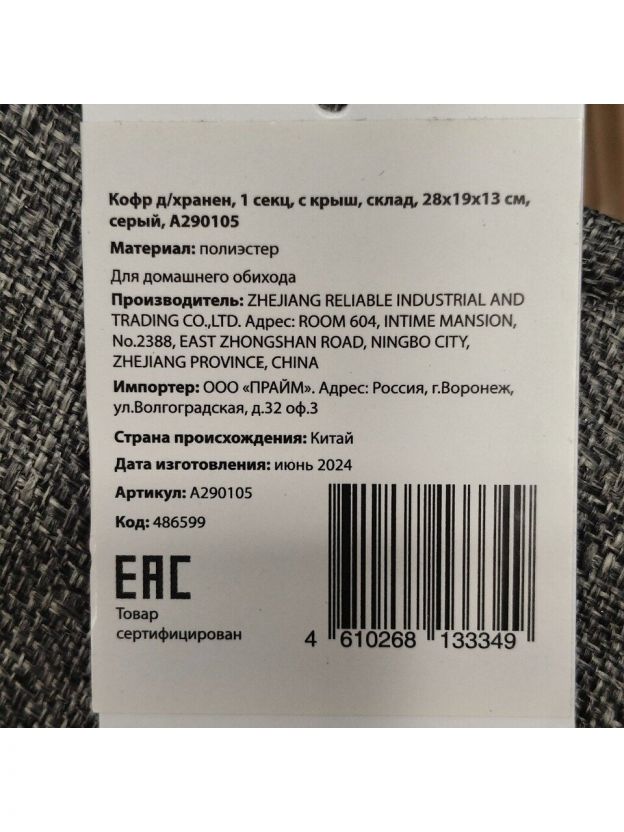 Кофр д/хранен, 1 секц, с крыш, склад, 28х19х13 см,
серый, А290105
Материал: полиэстер
Для домашнего обихода
Производитель: ZHEJIANG RELIABLE INDUSTRIAL AND
TRADING CO.,LTD. Адрес: ROOM 604, INTIME MANSION,
No.2388, EAST ZHONGSHAN ROAD, NINGBO CITY,
ZHEJIANG PROVINCE, CHINA
Импортер: ООО «ПРАЙМ». Адрес: Россия, г.Воронеж,
ул.Волгоградская, д.32 оф.3
Страна происхождения: Китай
Дата изготовления: июнь 2024
Артикул: А290105
Код: 486599
ЕАС
Товар
сертифицирован
4 610268 133349